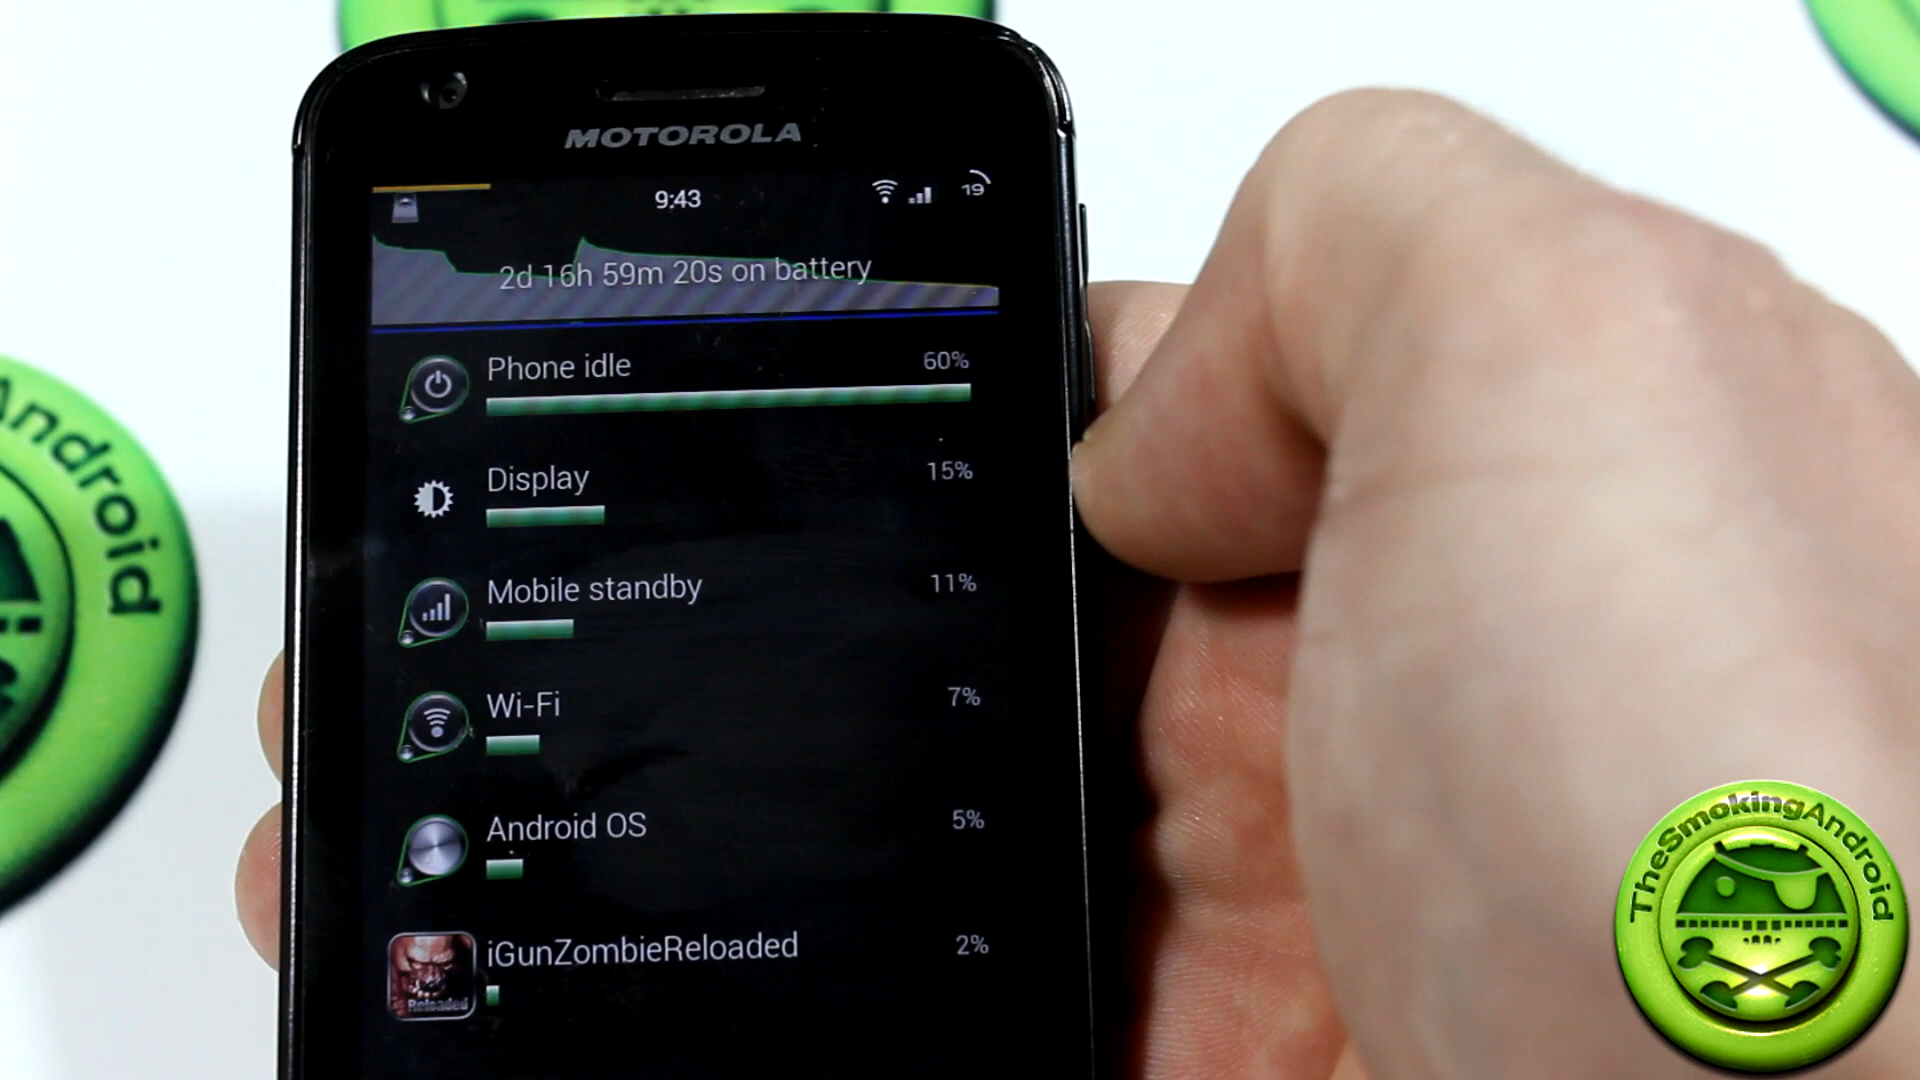 MOTOROLA
9:43
19
2d 16h 59m 20s on battery
Phone idle 60%
Display 15%
Mobile standby 11%
Wi-Fi 7%
Android OS 5%
iGunZombieReloaded 2%
Reloaded
Android
TheSmokingAndroid